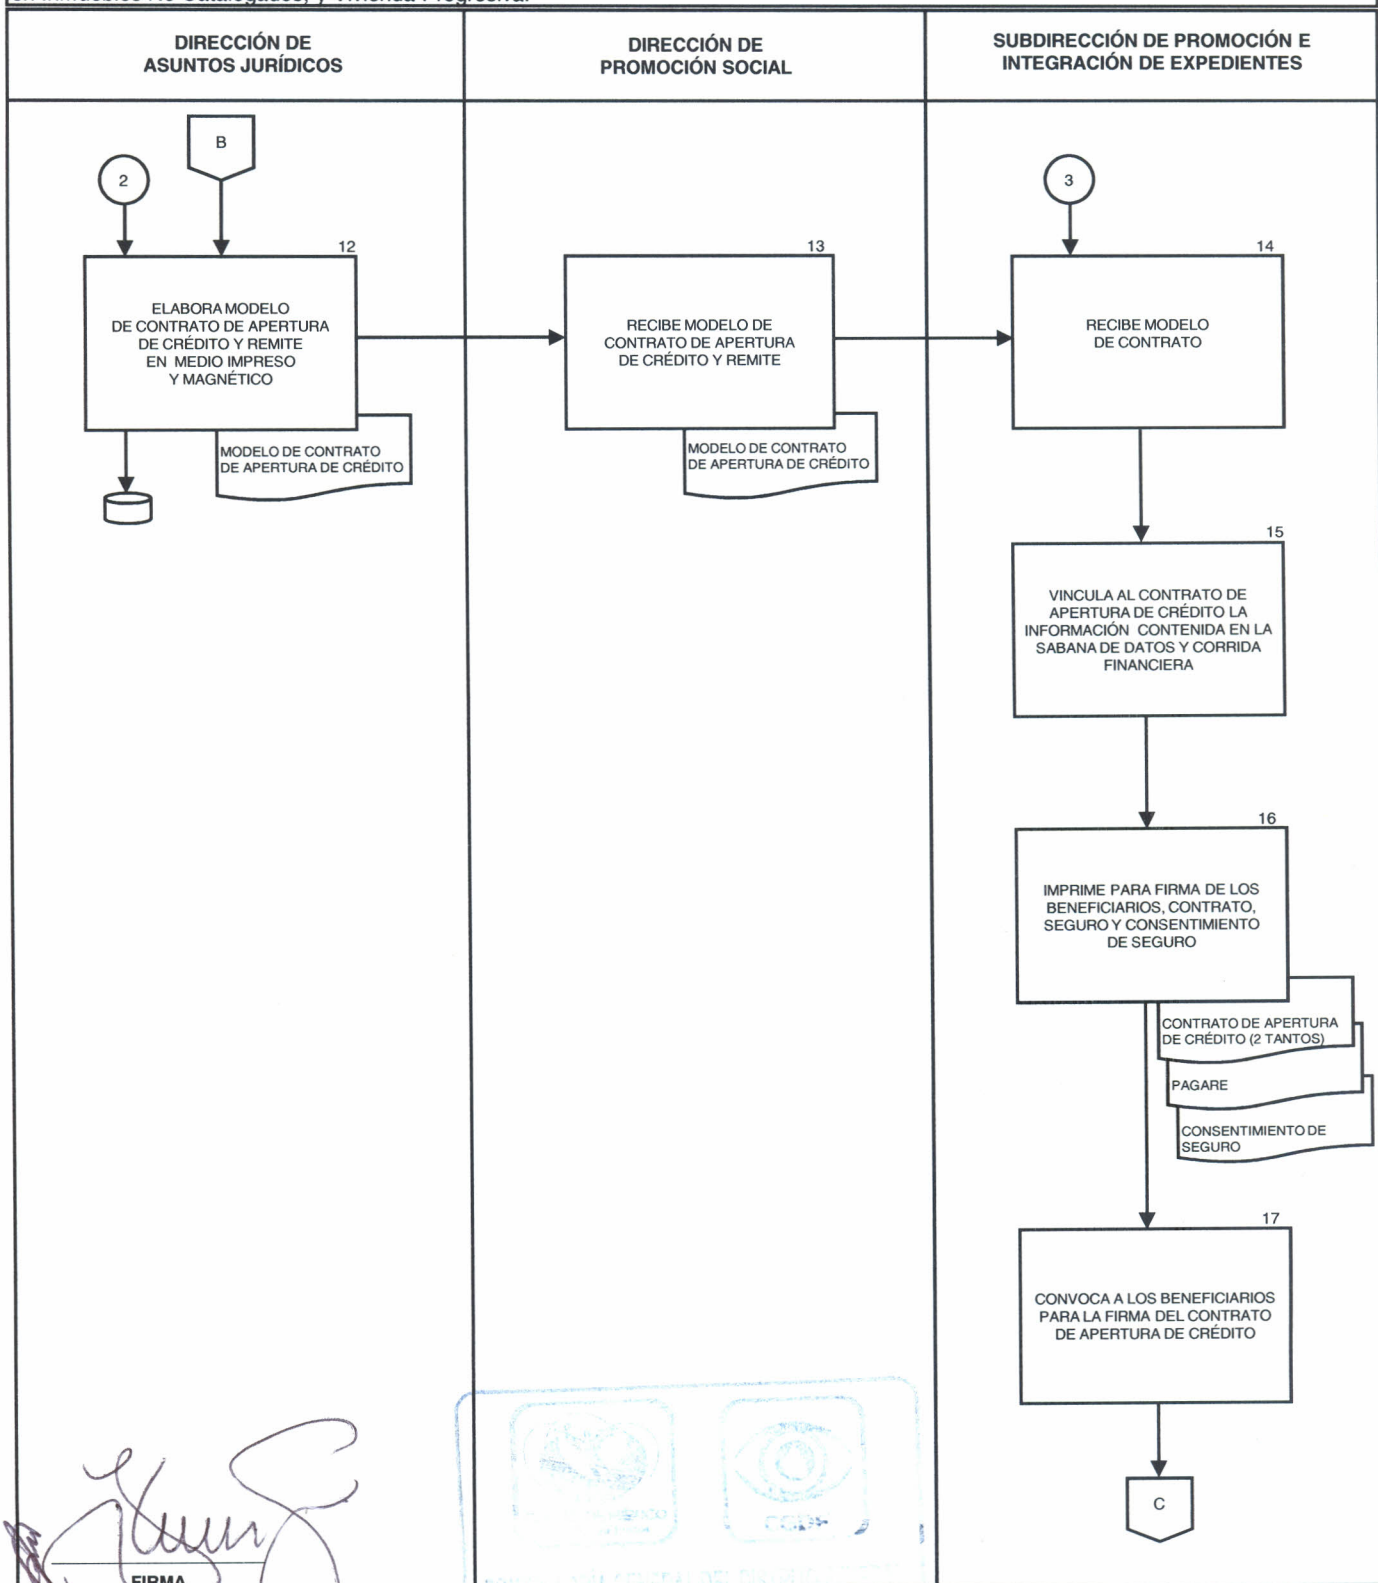 en Inmuebles No Catalogados, y Vivienda Progresiva.
DIRECCIÓN DE
ASUNTOS JURÍDICOS
DIRECCIÓN DE
PROMOCIÓN SOCIAL
SUBDIRECCIÓN DE PROMOCIÓN E
INTEGRACIÓN DE EXPEDIENTES
B
2
12
ELABORA MODELO
DE CONTRATO DE APERTURA
DE CRÉDITO Y REMITE
EN MEDIO IMPRESO
Y MAGNÉTICO
MODELO DE CONTRATO
DE APERTURA DE CRÉDITO
13
RECIBE MODELO DE
CONTRATO DE APERTURA
DE CRÉDITO Y REMITE
MODELO DE CONTRATO
DE APERTURA DE CRÉDITO
3
14
RECIBE MODELO
DE CONTRATO
15
VINCULA AL CONTRATO DE
APERTURA DE CRÉDITO LA
INFORMACIÓN CONTENIDA EN LA
SABANA DE DATOS Y CORRIDA
FINANCIERA
16
IMPRIME PARA FIRMA DE LOS
BENEFICIARIOS, CONTRATO,
SEGURO Y CONSENTIMIENTO
DE SEGURO
CONTRATO DE APERTURA
DE CRÉDITO (2 TANTOS)
PAGARE
CONSENTIMIENTO DE
SEGURO
17
CONVOCA A LOS BENEFICIARIOS
PARA LA FIRMA DEL CONTRATO
DE APERTURA DE CRÉDITO
C
FIRMA